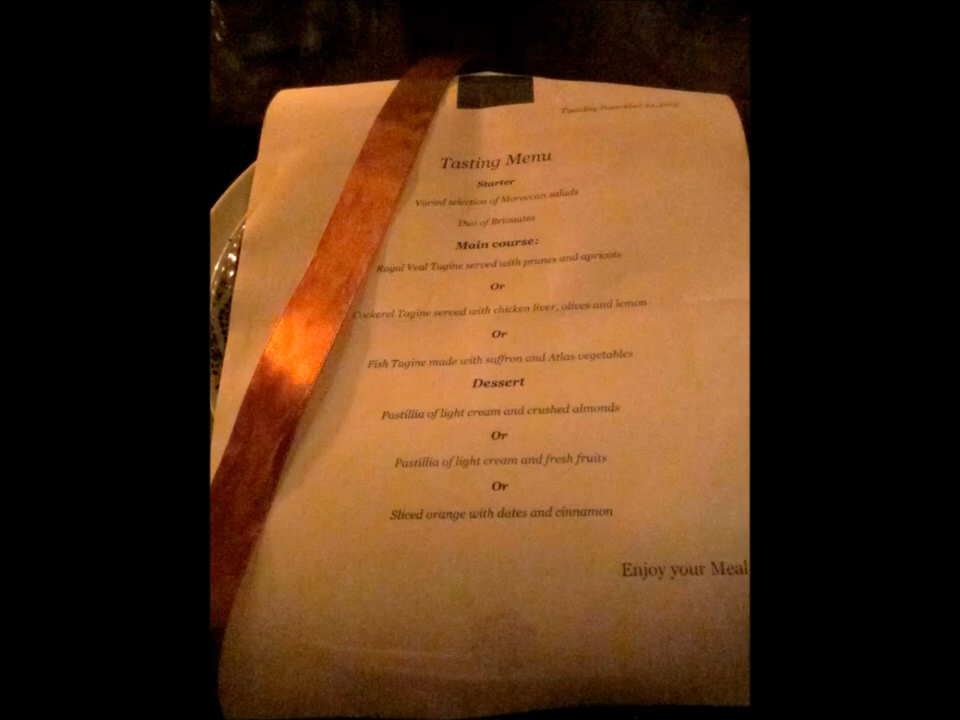 Tuesday November
Tasting Menu
Starter
Varied selection of Moroccan salads
Duo of Briouates
Main course:
Royal Veal Tagine served with prunes and apricots
Or
Cockerel Tagine served with chicken liver, olives and lemon
Or
Fish Tagine made with saffron and Atlas vegetables
Dessert
Pastillia of light cream and crushed almonds
Or
Pastillia of light cream and fresh fruits
Or
Sliced orange with dates and cinnamon
Enjoy your Meal